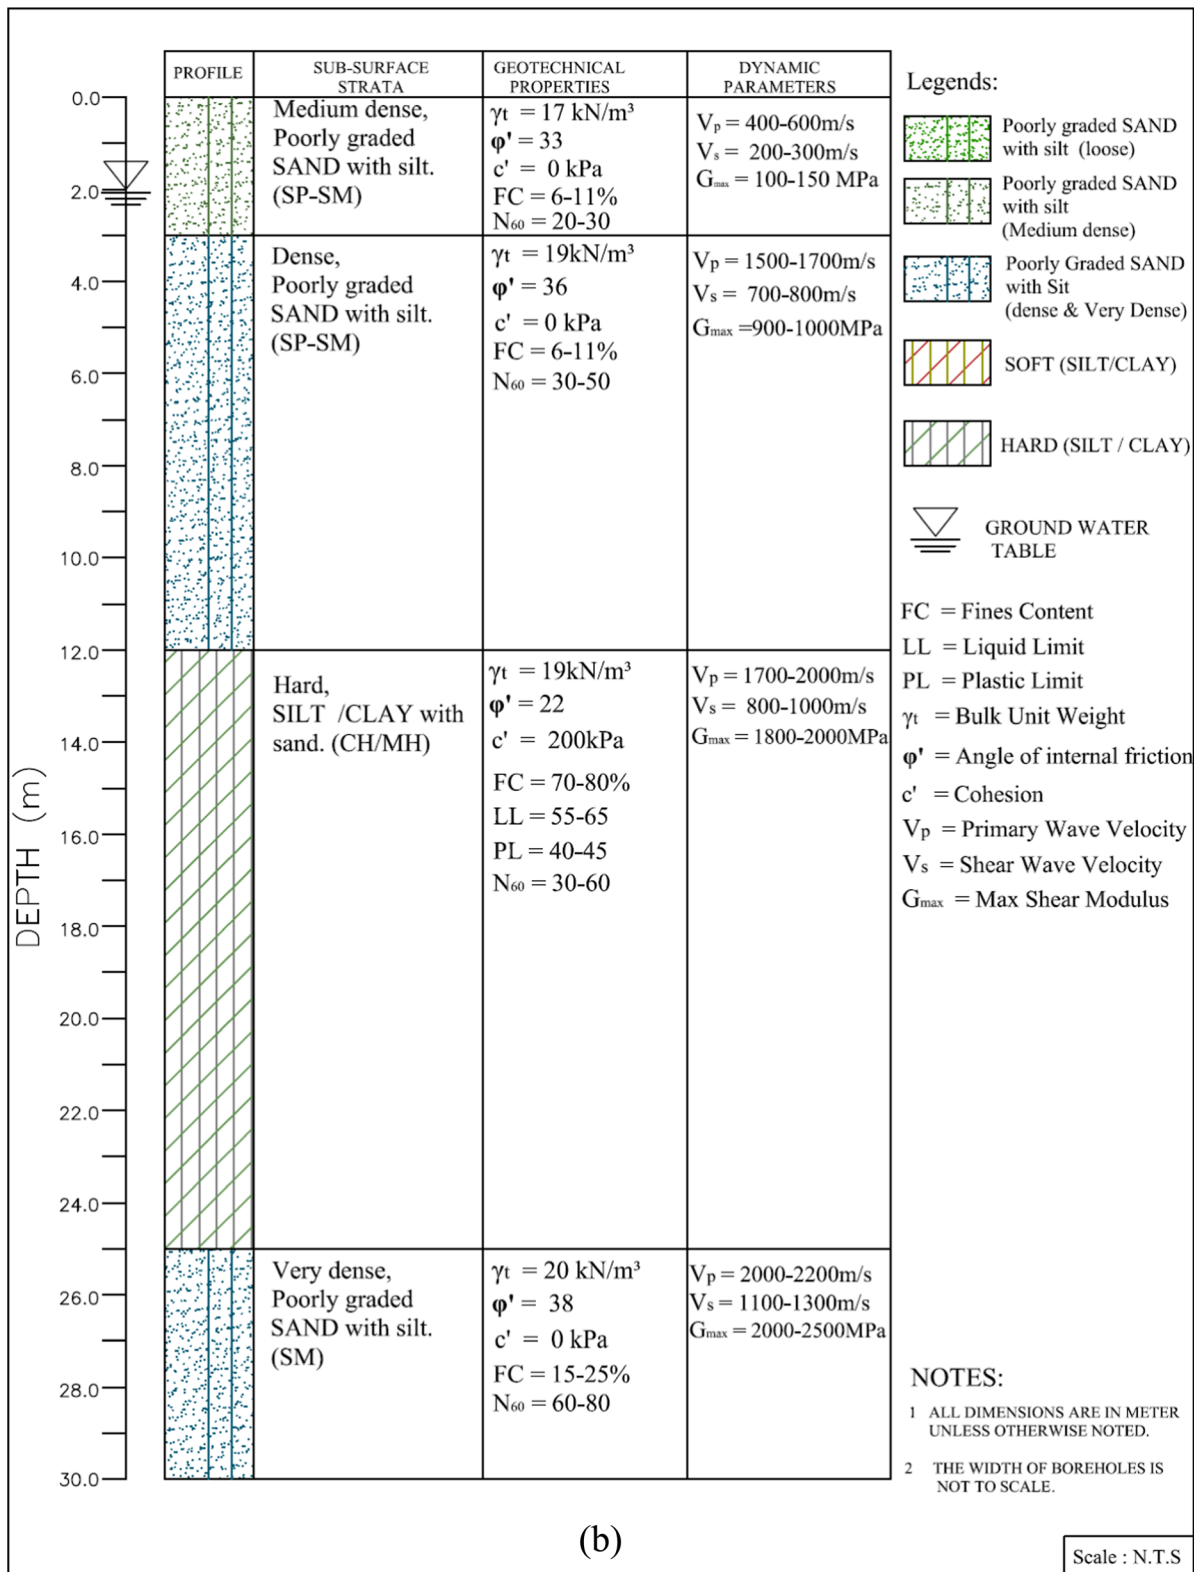 PROFILE
SUB-SURFACE
STRATA
GEOTECHNICAL
PROPERTIES
DYNAMIC
PARAMETERS
0.0
2.0
4.0
6.0
8.0
10.0
12.0
14.0
16.0
18.0
20.0
22.0
24.0
26.0
28.0
30.0
DEPTH (m)
Medium dense,
Poorly graded
SAND with silt.
(SP-SM)
γt = 17 kN/m³
φ' = 33
c' = 0 kPa
FC = 6-11%
N60 = 20-30
Vp = 400-600m/s
Vs = 200-300m/s
Gmax = 100-150 MPa
Dense,
Poorly graded
SAND with silt.
(SP-SM)
γt = 19kN/m³
φ' = 36
c' = 0 kPa
FC = 6-11%
N60 = 30-50
Vp = 1500-1700m/s
Vs = 700-800m/s
Gmax =900-1000MPa
Hard,
SILT /CLAY with
sand. (CH/MH)
γt = 19kN/m³
φ' = 22
c' = 200kPa
FC = 70-80%
LL = 55-65
PL = 40-45
N60 = 30-60
Vp = 1700-2000m/s
Vs = 800-1000m/s
Gmax = 1800-2000MPa
Very dense,
Poorly graded
SAND with silt.
(SM)
γt = 20 kN/m³
φ' = 38
c' = 0 kPa
FC = 15-25%
N60 = 60-80
Vp = 2000-2200m/s
Vs = 1100-1300m/s
Gmax = 2000-2500MPa
Legends:
Poorly graded SAND
with silt (loose)
Poorly graded SAND
with silt
(Medium dense)
Poorly Graded SAND
with Sit
(dense & Very Dense)
SOFT (SILT/CLAY)
HARD (SILT / CLAY)
GROUND WATER
TABLE
FC = Fines Content
LL = Liquid Limit
PL = Plastic Limit
γt = Bulk Unit Weight
φ' = Angle of internal friction
c' = Cohesion
Vp = Primary Wave Velocity
Vs = Shear Wave Velocity
Gmax = Max Shear Modulus
NOTES:
1 ALL DIMENSIONS ARE IN METER
UNLESS OTHERWISE NOTED.
2 THE WIDTH OF BOREHOLES IS
NOT TO SCALE.
(b)
Scale : N.T.S